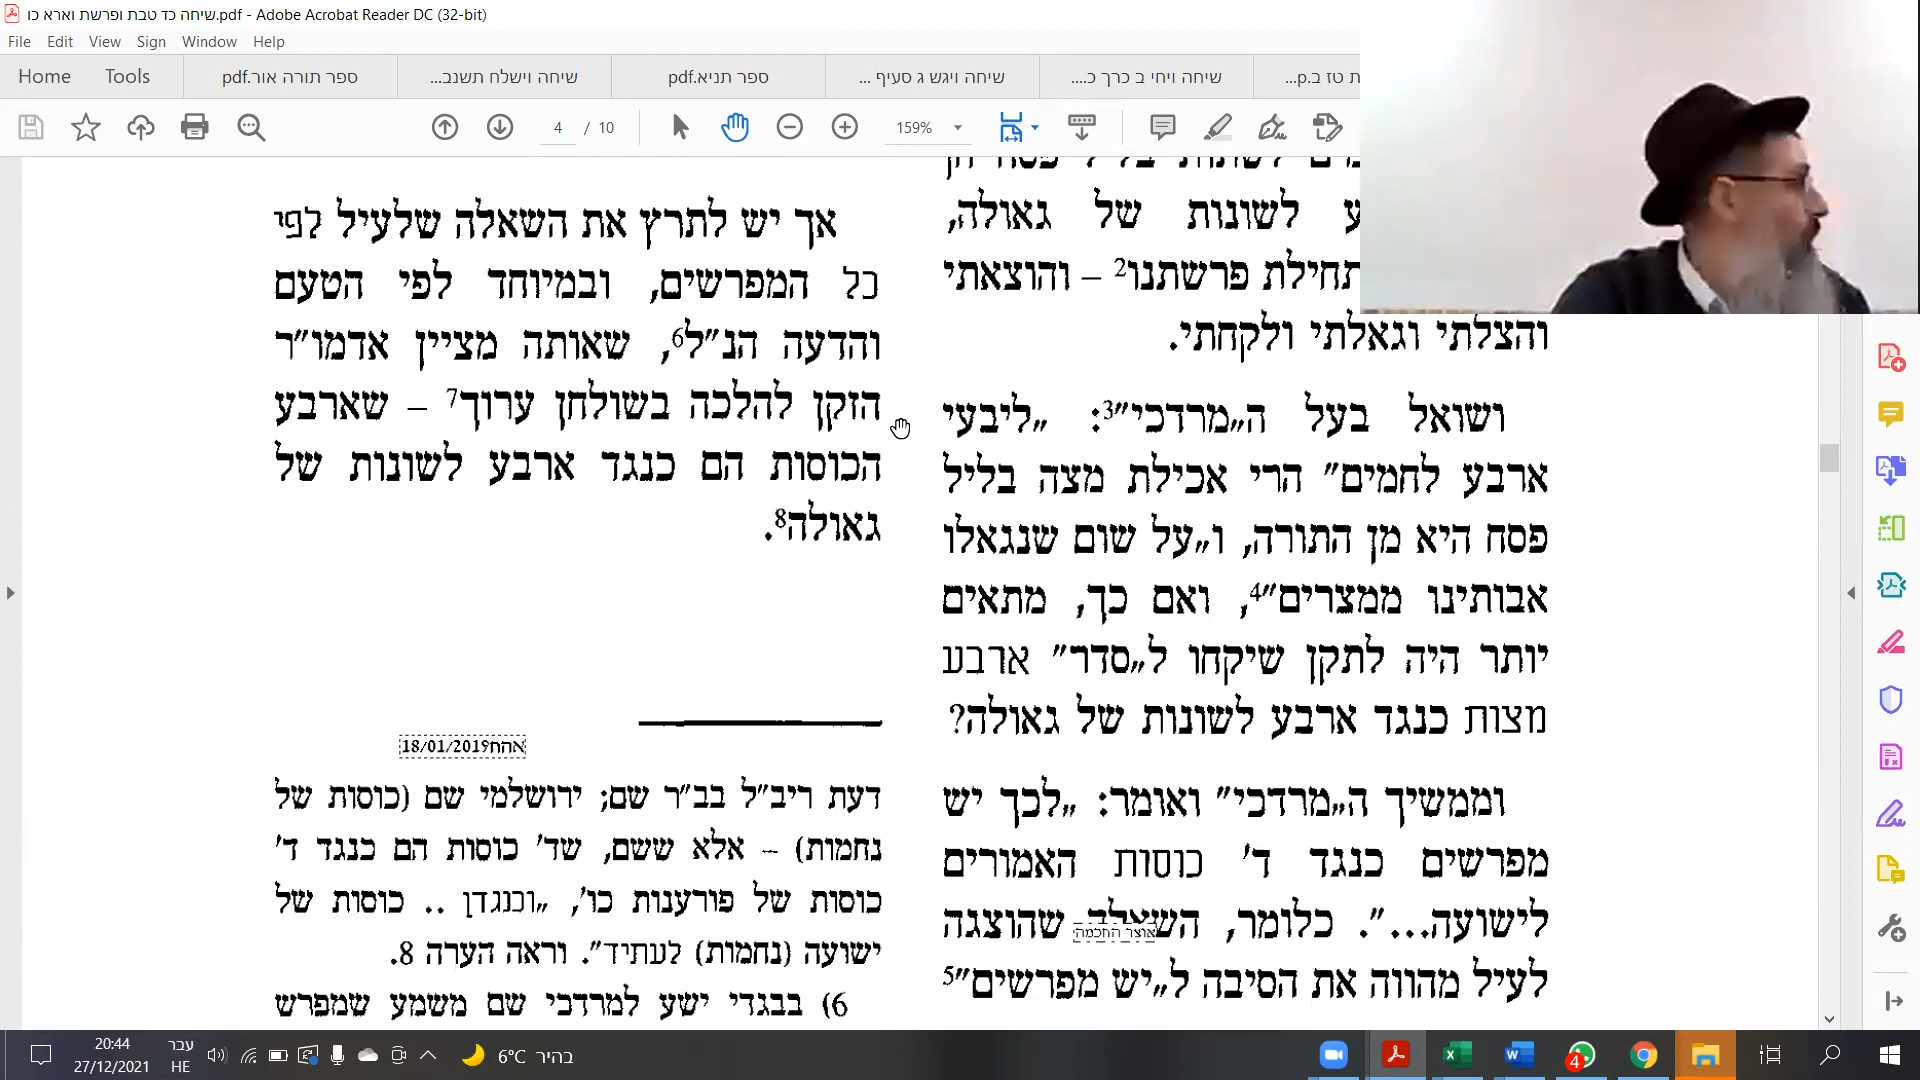 שיחה כד טבת ופרשת וארא כו.pdf - Adobe Acrobat Reader DC (32-bit)
File Edit View Sign Window Help
Home Tools ספר תורה אור.pdf שיחה וישלח תשנב... ספר תניא.pdf שיחה ויגש ג סעיף ... שיחה ויחי ב כרך כ.... ת טז ב.p...
4 / 10 159%
לשונות של גאולה,
תחילת פרשתנו2 – והוצאתי
והצלתי וגאלתי ולקחתי.
ושואל בעל ה„מרדכי"3: „ליבעי
ארבע לחמים" הרי אכילת מצה בליל
פסח היא מן התורה, ו„על שום שנגאלו
אבותינו ממצרים"4, ואם כך, מתאים
יותר היה לתקן שיקחו ל„סדר" ארבע
מצות כנגד ארבע לשונות של גאולה?
וממשיך ה„מרדכי" ואומר: „לכך יש
מפרשים כנגד ד' כוסות האמורים
לישועה...". כלומר, השאלה שהוצגה
אוצר החכמה
לעיל מהווה את הסיבה ל„יש מפרשים"5
אך יש לתרץ את השאלה שלעיל לפי
כל המפרשים, ובמיוחד לפי הטעם
והדעה הנ"ל6, שאותה מציין אדמו"ר
הזקן להלכה בשולחן ערוך7 – שארבע
הכוסות הם כנגד ארבע לשונות של
גאולה8.
אהח18/01/2019
דעת ריב"ל בב"ר שם; ירושלמי שם (כוסות של
נחמות) – אלא ששם, שד' כוסות הם כנגד ד'
כוסות של פורענות כו', „וכנגדן .. כוסות של
ישועה (נחמות) לעתיד". וראה הערה 8.
6) בבגדי ישע למרדכי שם משמע שמפרש
20:44
27/12/2021
עבר
HE
6°C בהיר
4